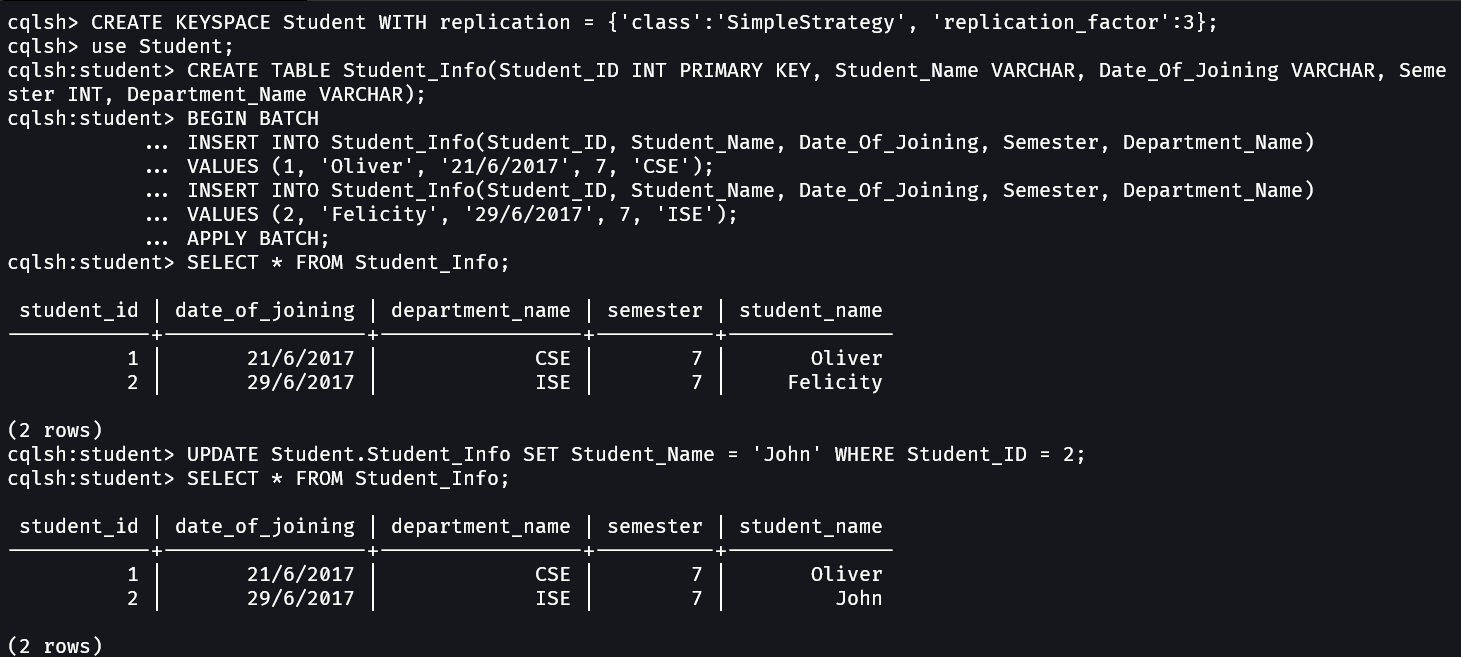 cqlsh> CREATE KEYSPACE Student WITH replication = {'class':'SimpleStrategy', 'replication_factor':3};
cqlsh> use Student;
cqlsh:student> CREATE TABLE Student_Info(Student_ID INT PRIMARY KEY, Student_Name VARCHAR, Date_Of_Joining VARCHAR, Seme
ster INT, Department_Name VARCHAR);
cqlsh:student> BEGIN BATCH
... INSERT INTO Student_Info(Student_ID, Student_Name, Date_Of_Joining, Semester, Department_Name)
... VALUES (1, 'Oliver', '21/6/2017', 7, 'CSE');
... INSERT INTO Student_Info(Student_ID, Student_Name, Date_Of_Joining, Semester, Department_Name)
... VALUES (2, 'Felicity', '29/6/2017', 7, 'ISE');
... APPLY BATCH;
cqlsh:student> SELECT * FROM Student_Info;
student_id | date_of_joining | department_name | semester | student_name
1 | 21/6/2017 | CSE | 7 | Oliver
2 | 29/6/2017 | ISE | 7 | Felicity
(2 rows)
cqlsh:student> UPDATE Student.Student_Info SET Student_Name = 'John' WHERE Student_ID = 2;
cqlsh:student> SELECT * FROM Student_Info;
student_id | date_of_joining | department_name | semester | student_name
1 | 21/6/2017 | CSE | 7 | Oliver
2 | 29/6/2017 | ISE | 7 | John
(2 rows)